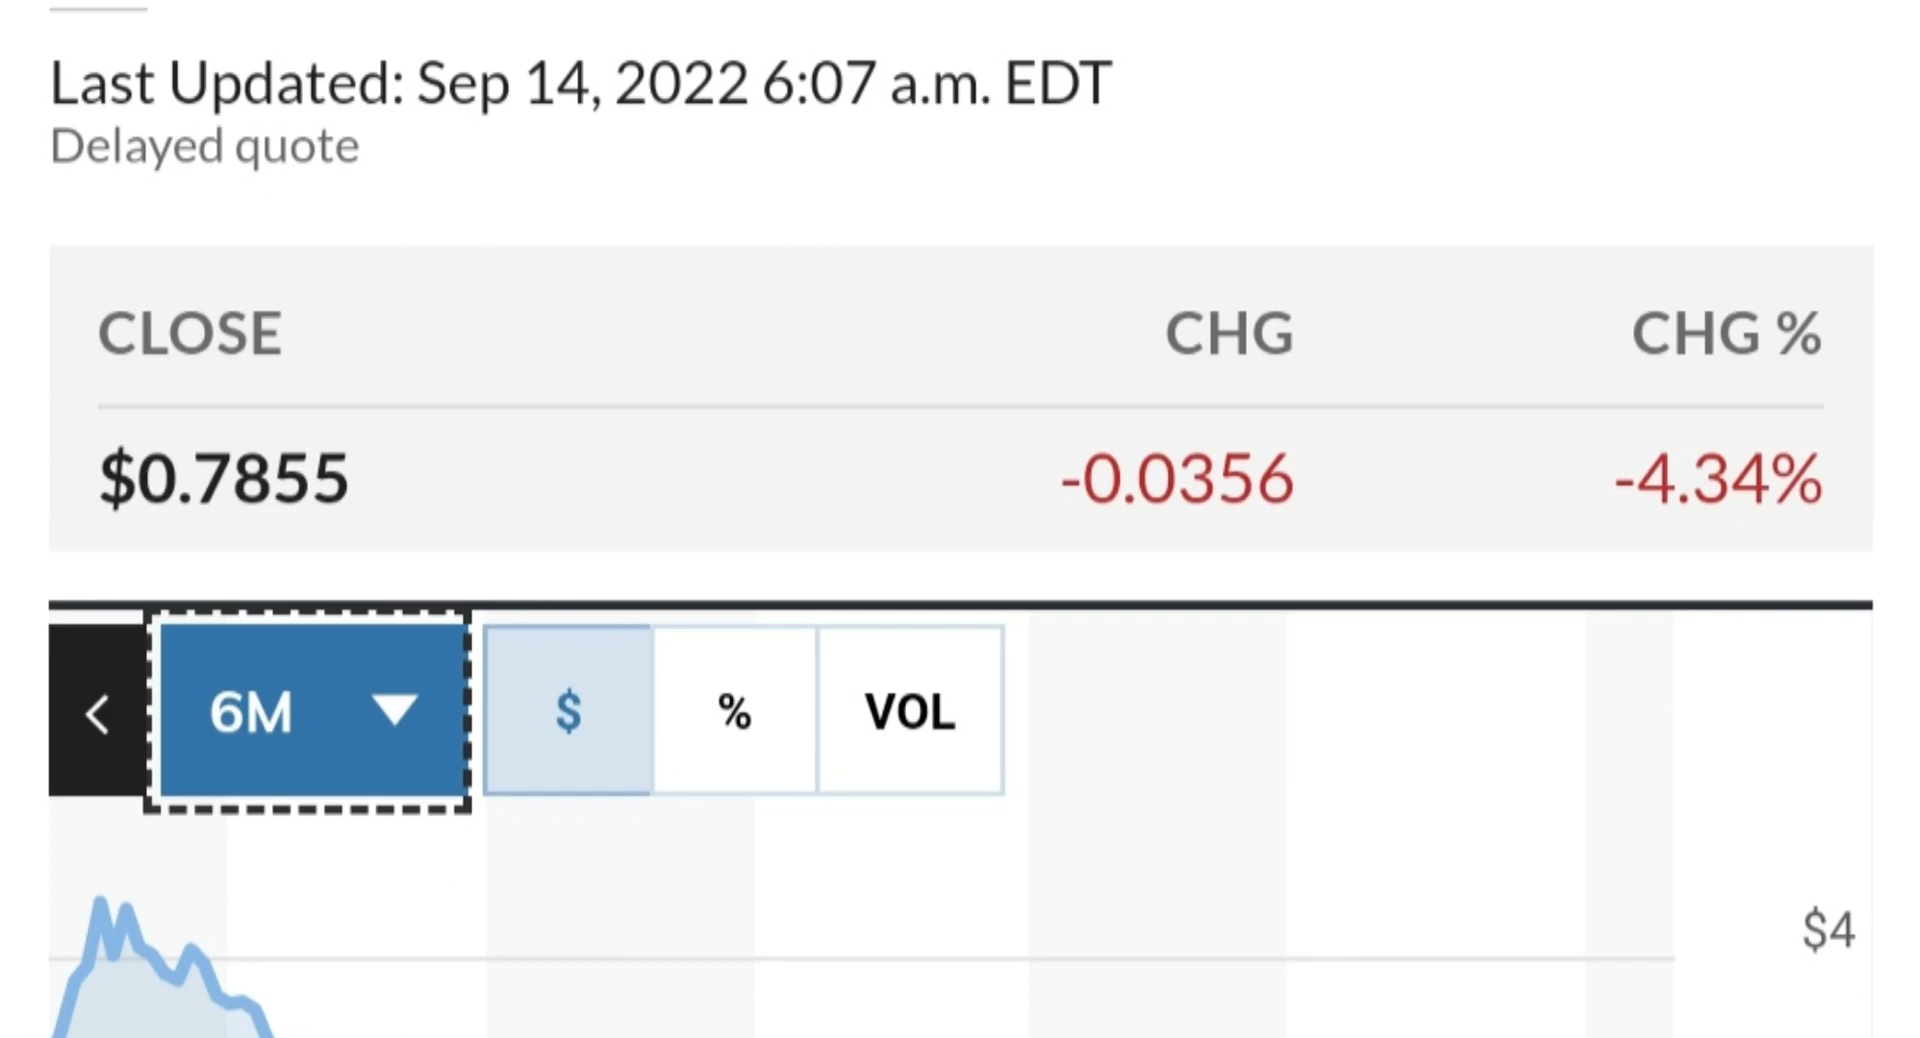 Last Updated: Sep 14, 2022 6:07 a.m. EDT
Delayed quote
CLOSE CHG CHG %
$0.7855 -0.0356 -4.34%
6M $ % VOL
$4